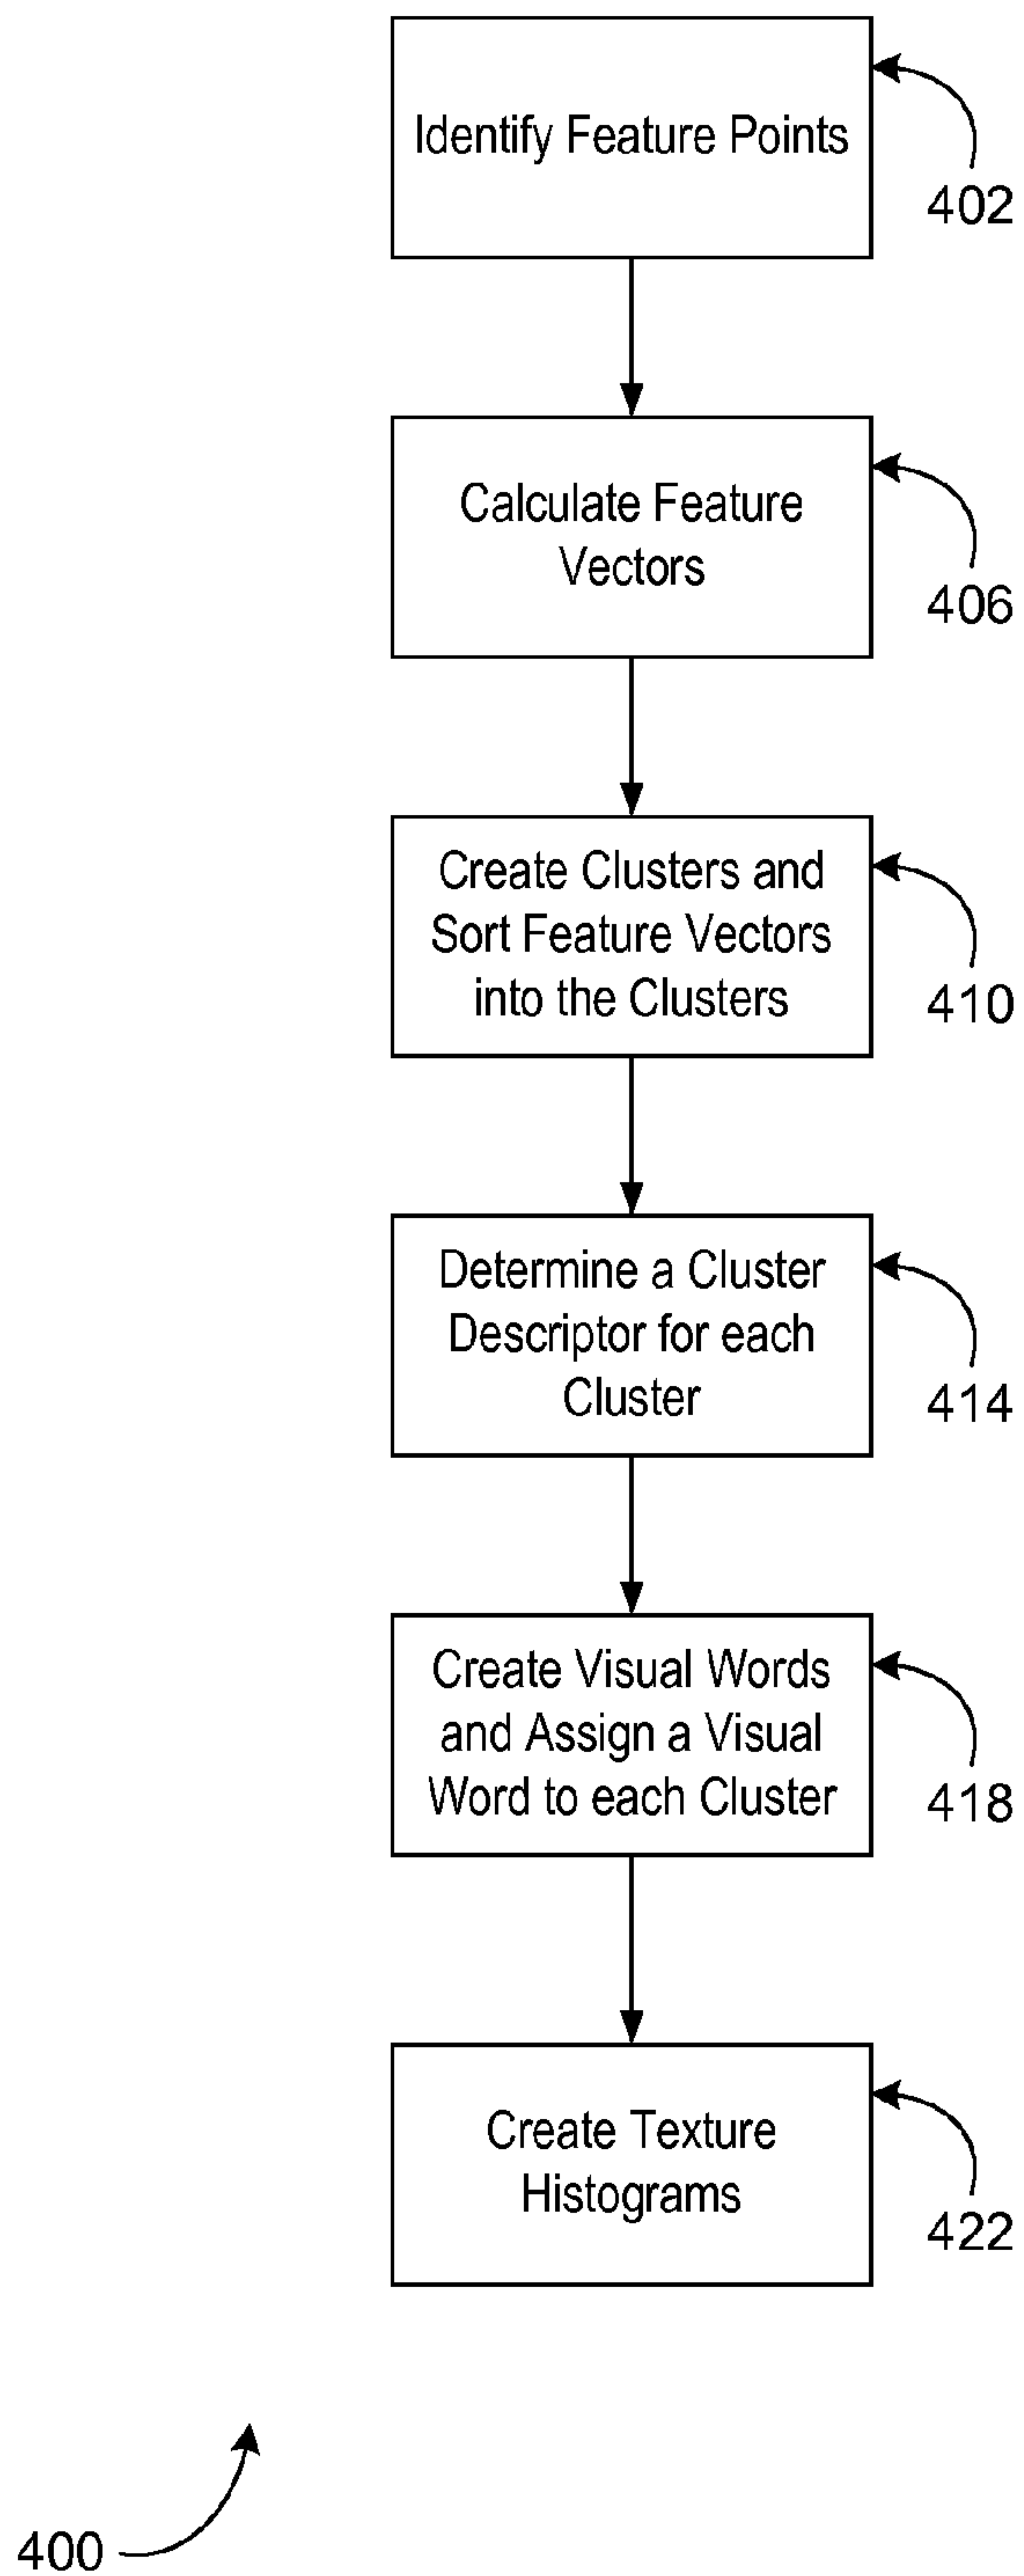 Identify Feature Points
402
Calculate Feature
Vectors
406
Create Clusters and
Sort Feature Vectors
into the Clusters
410
Determine a Cluster
Descriptor for each
Cluster
414
Create Visual Words
and Assign a Visual
Word to each Cluster
418
Create Texture
Histograms
422
400